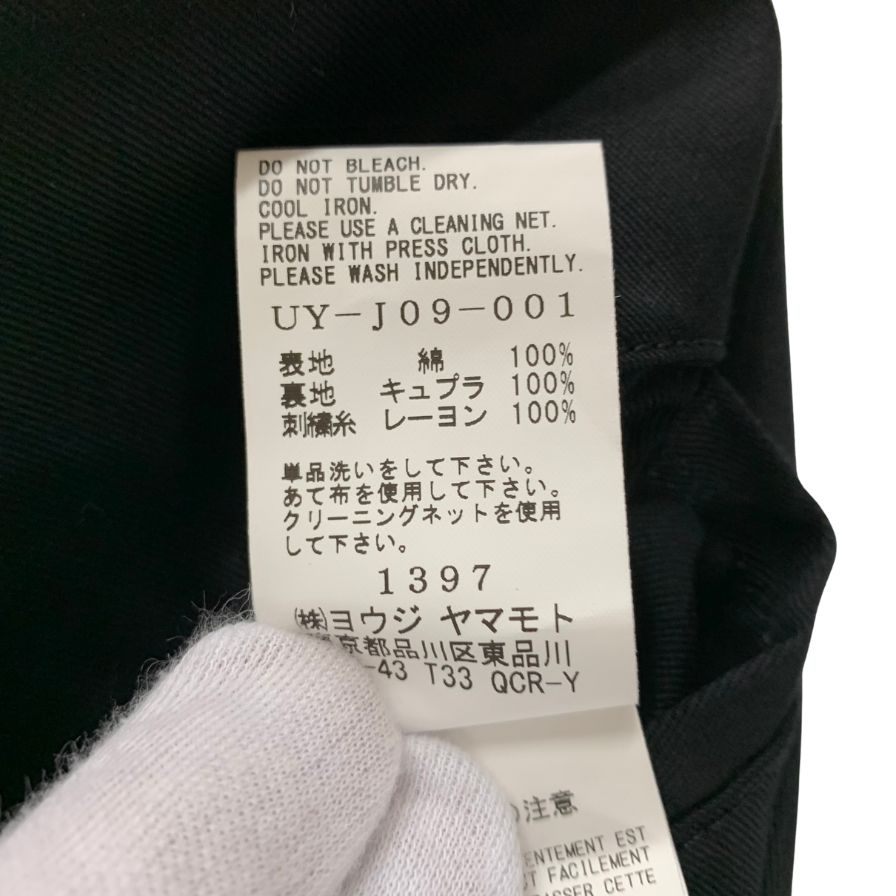 DO NOT BLEACH.
DO NOT TUMBLE DRY.
COOL IRON.
PLEASE USE A CLEANING NET.
IRON WITH PRESS CLOTH.
PLEASE WASH INDEPENDENTLY.
UY-J09-001
表地 綿 100%
裏地 キュプラ 100%
刺繍糸 レーヨン 100%
単品洗いをして下さい。
あて布を使用して下さい。
クリーニングネットを使用
して下さい。
1397
㈱ヨウジ ヤマモト
京都品川区東品川
-43 T33 QCR-Y
の注意
EST
FACILEMENT
CETTE